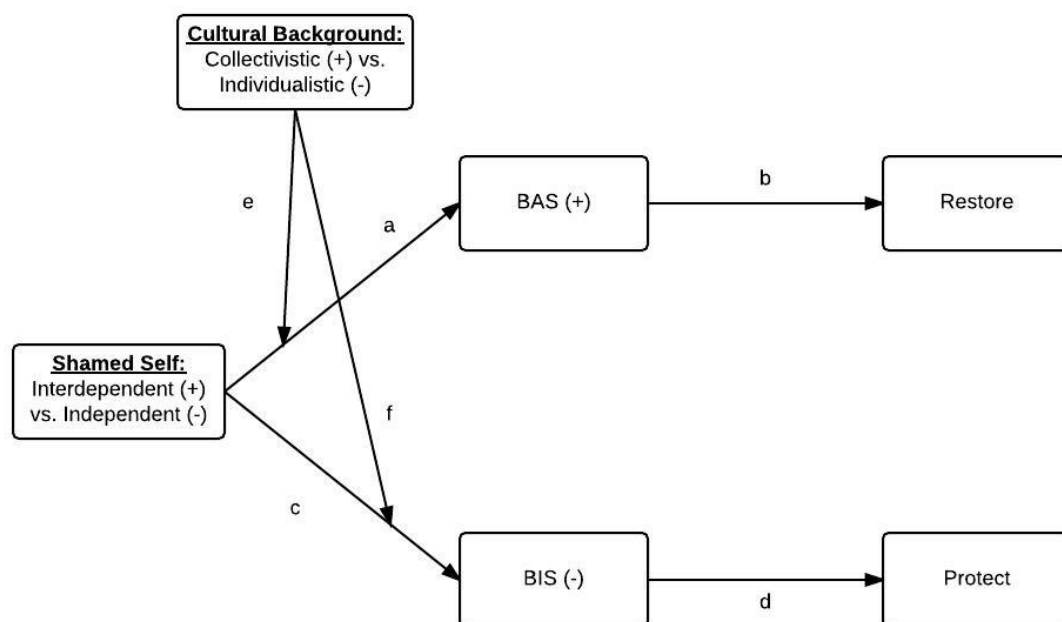 Cultural Background:
Collectivistic (+) vs.
Individualistic (-)
e
a
BAS (+)
b
Restore
Shamed Self:
Interdependent (+)
vs. Independent (-)
f
c
BIS (-)
d
Protect